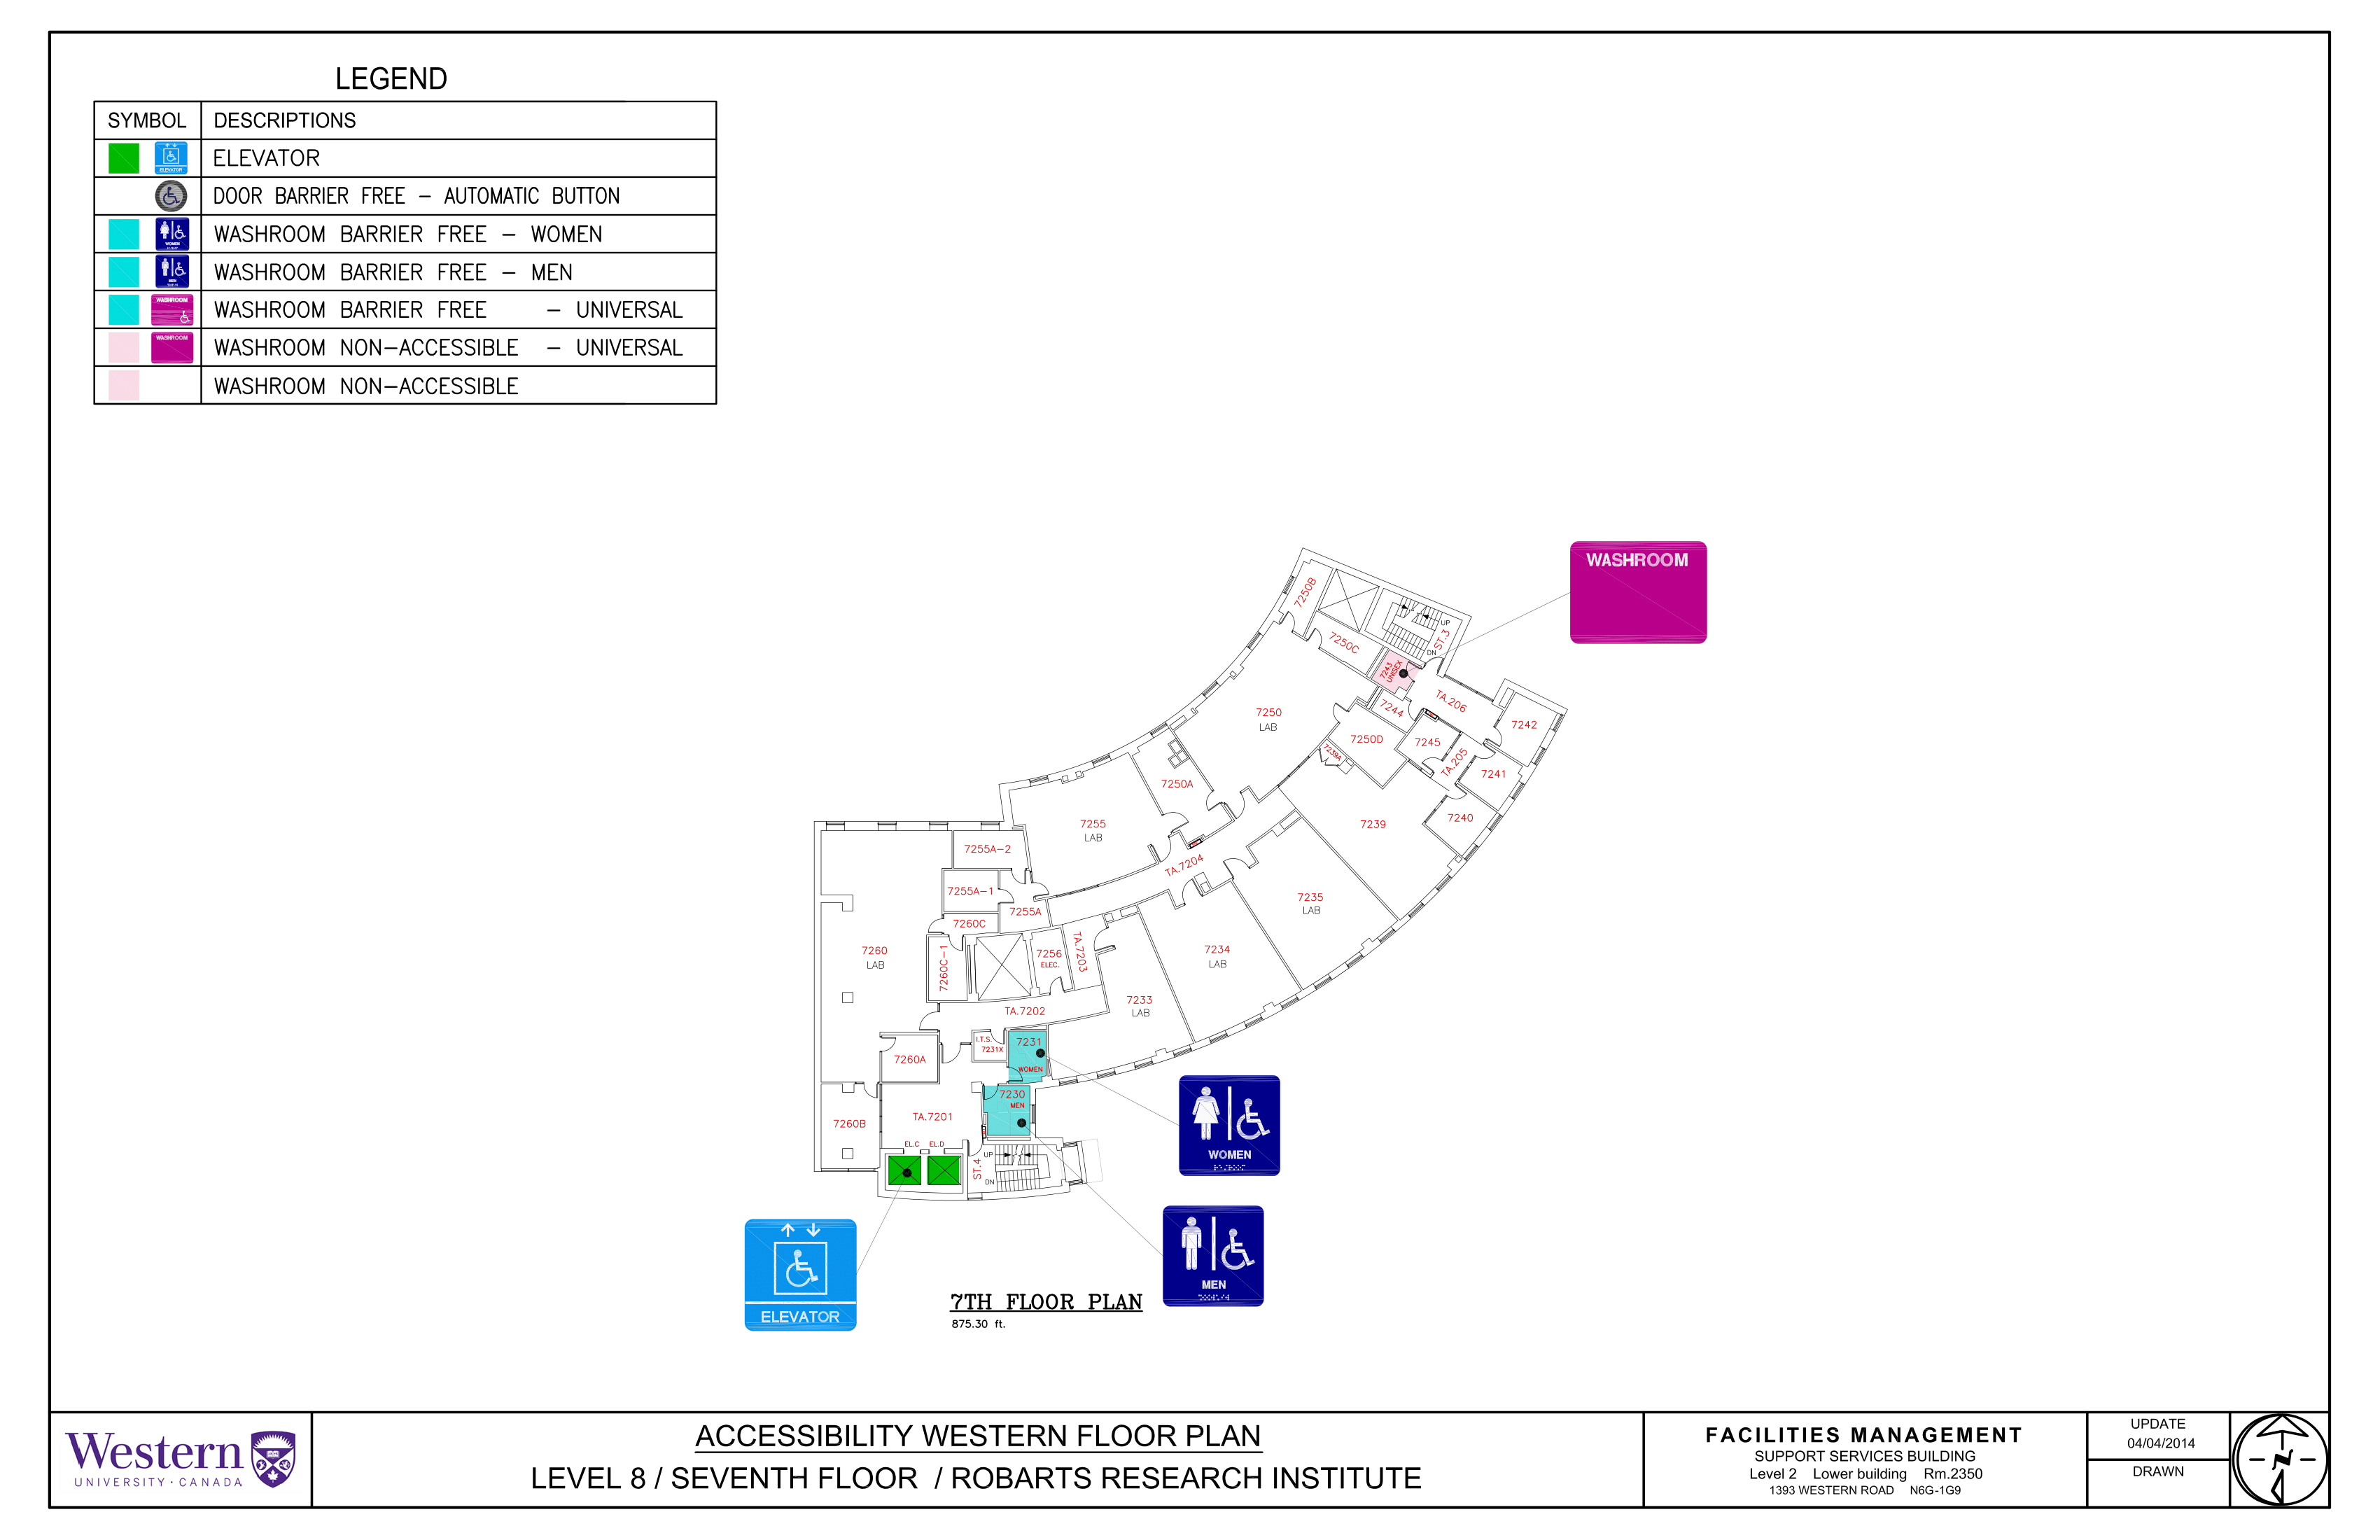 LEGEND
SYMBOL DESCRIPTIONS
ELEVATOR ELEVATOR
DOOR BARRIER FREE - AUTOMATIC BUTTON
WOMEN WASHROOM BARRIER FREE - WOMEN
MEN WASHROOM BARRIER FREE - MEN
WASHROOM WASHROOM BARRIER FREE - UNIVERSAL
WASHROOM WASHROOM NON-ACCESSIBLE - UNIVERSAL
WASHROOM NON-ACCESSIBLE
WASHROOM
7250B
UP
ST.3
DN
7250C
7243
UNISEX
TA.206
7244
7242
7250
LAB
7250D
7245
7239A
TA.205
7241
7250A
7240
7239
7255
LAB
7255A-2
TA.7204
7255A-1
7235
LAB
7255A
7260C
7260
LAB
7260C-1
7256
ELEC.
TA.7203
7234
LAB
7233
LAB
TA.7202
I.T.S.
7231X
7231
WOMEN
7260A
7230
MEN
TA.7201
7260B
EL.C EL.D
ST.4
UP
DN
WOMEN
MEN
ELEVATOR
7TH FLOOR PLAN
875.30 ft.
Western
UNIVERSITY · CANADA
ACCESSIBILITY WESTERN FLOOR PLAN
LEVEL 8 / SEVENTH FLOOR / ROBARTS RESEARCH INSTITUTE
FACILITIES MANAGEMENT
SUPPORT SERVICES BUILDING
Level 2 Lower building Rm.2350
1393 WESTERN ROAD N6G-1G9
UPDATE
04/04/2014
DRAWN
N